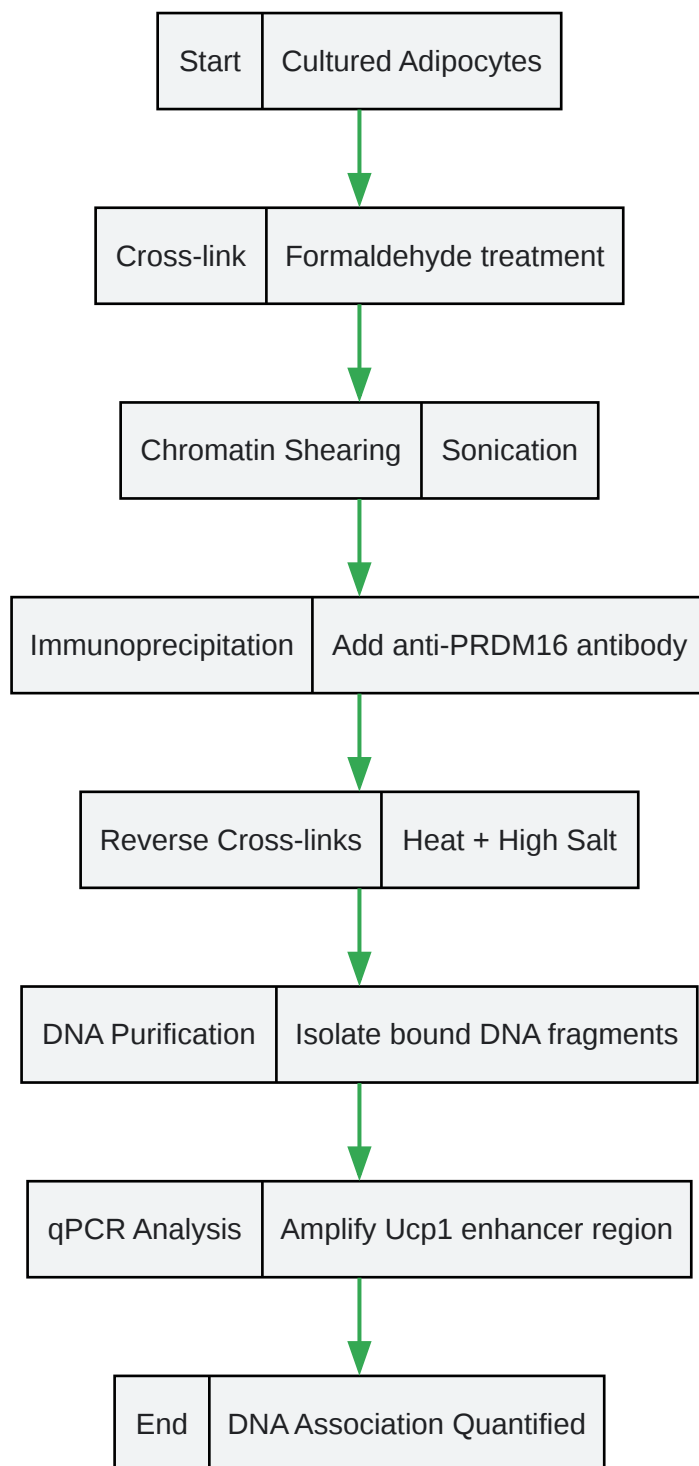 Start Cultured Adipocytes
Cross-link Formaldehyde treatment
Chromatin Shearing Sonication
Immunoprecipitation Add anti-PRDM16 antibody
Reverse Cross-links Heat + High Salt
DNA Purification Isolate bound DNA fragments
qPCR Analysis Amplify Ucp1 enhancer region
End DNA Association Quantified